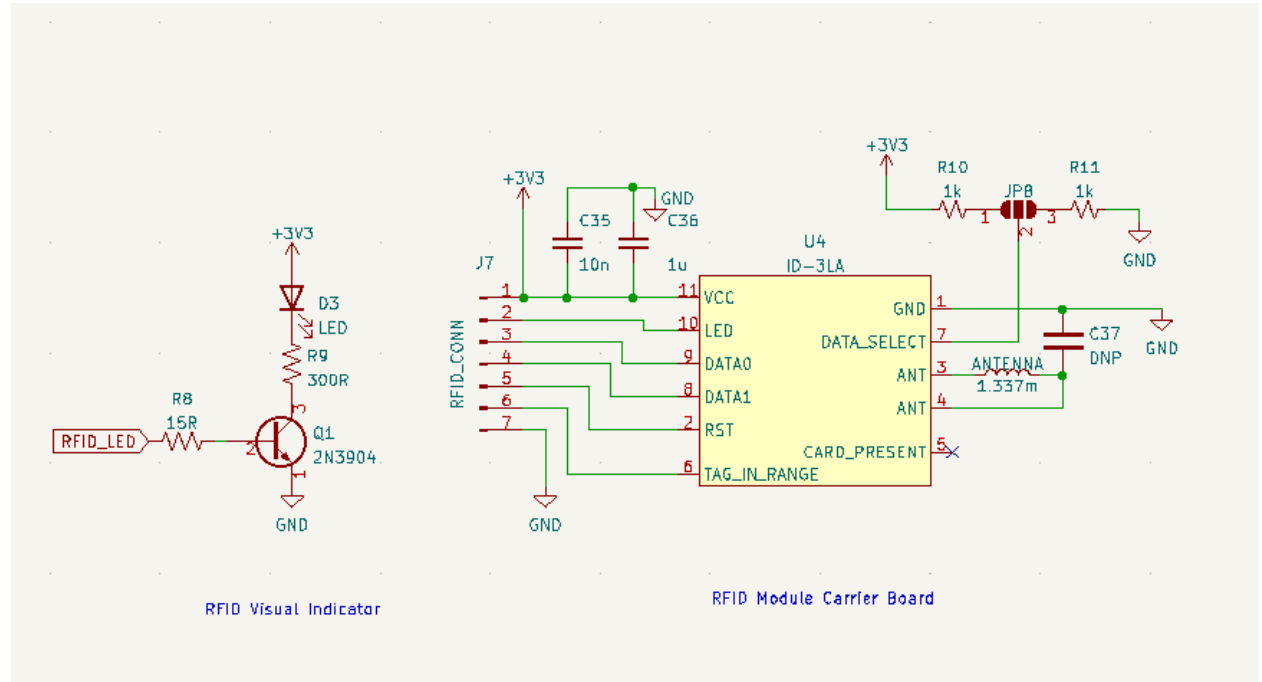 +3V3
R10
1k
JP8
R11
1k
1
2
3
GND
+3V3
GND
C35
10n
C36
1u
J7
RFID_CONN
1
2
3
4
5
6
7
GND
U4
ID-3LA
11
VCC
10
LED
9
DATA0
8
DATA1
2
RST
6
TAG_IN_RANGE
GND
1
DATA_SELECT
7
ANT
3
ANT
4
CARD_PRESENT
5
ANTENNA
1.337m
C37
DNP
GND
+3V3
D3
LED
R9
300R
R8
15R
RFID_LED
3
2
1
Q1
2N3904
GND
RFID Visual Indicator
RFID Module Carrier Board